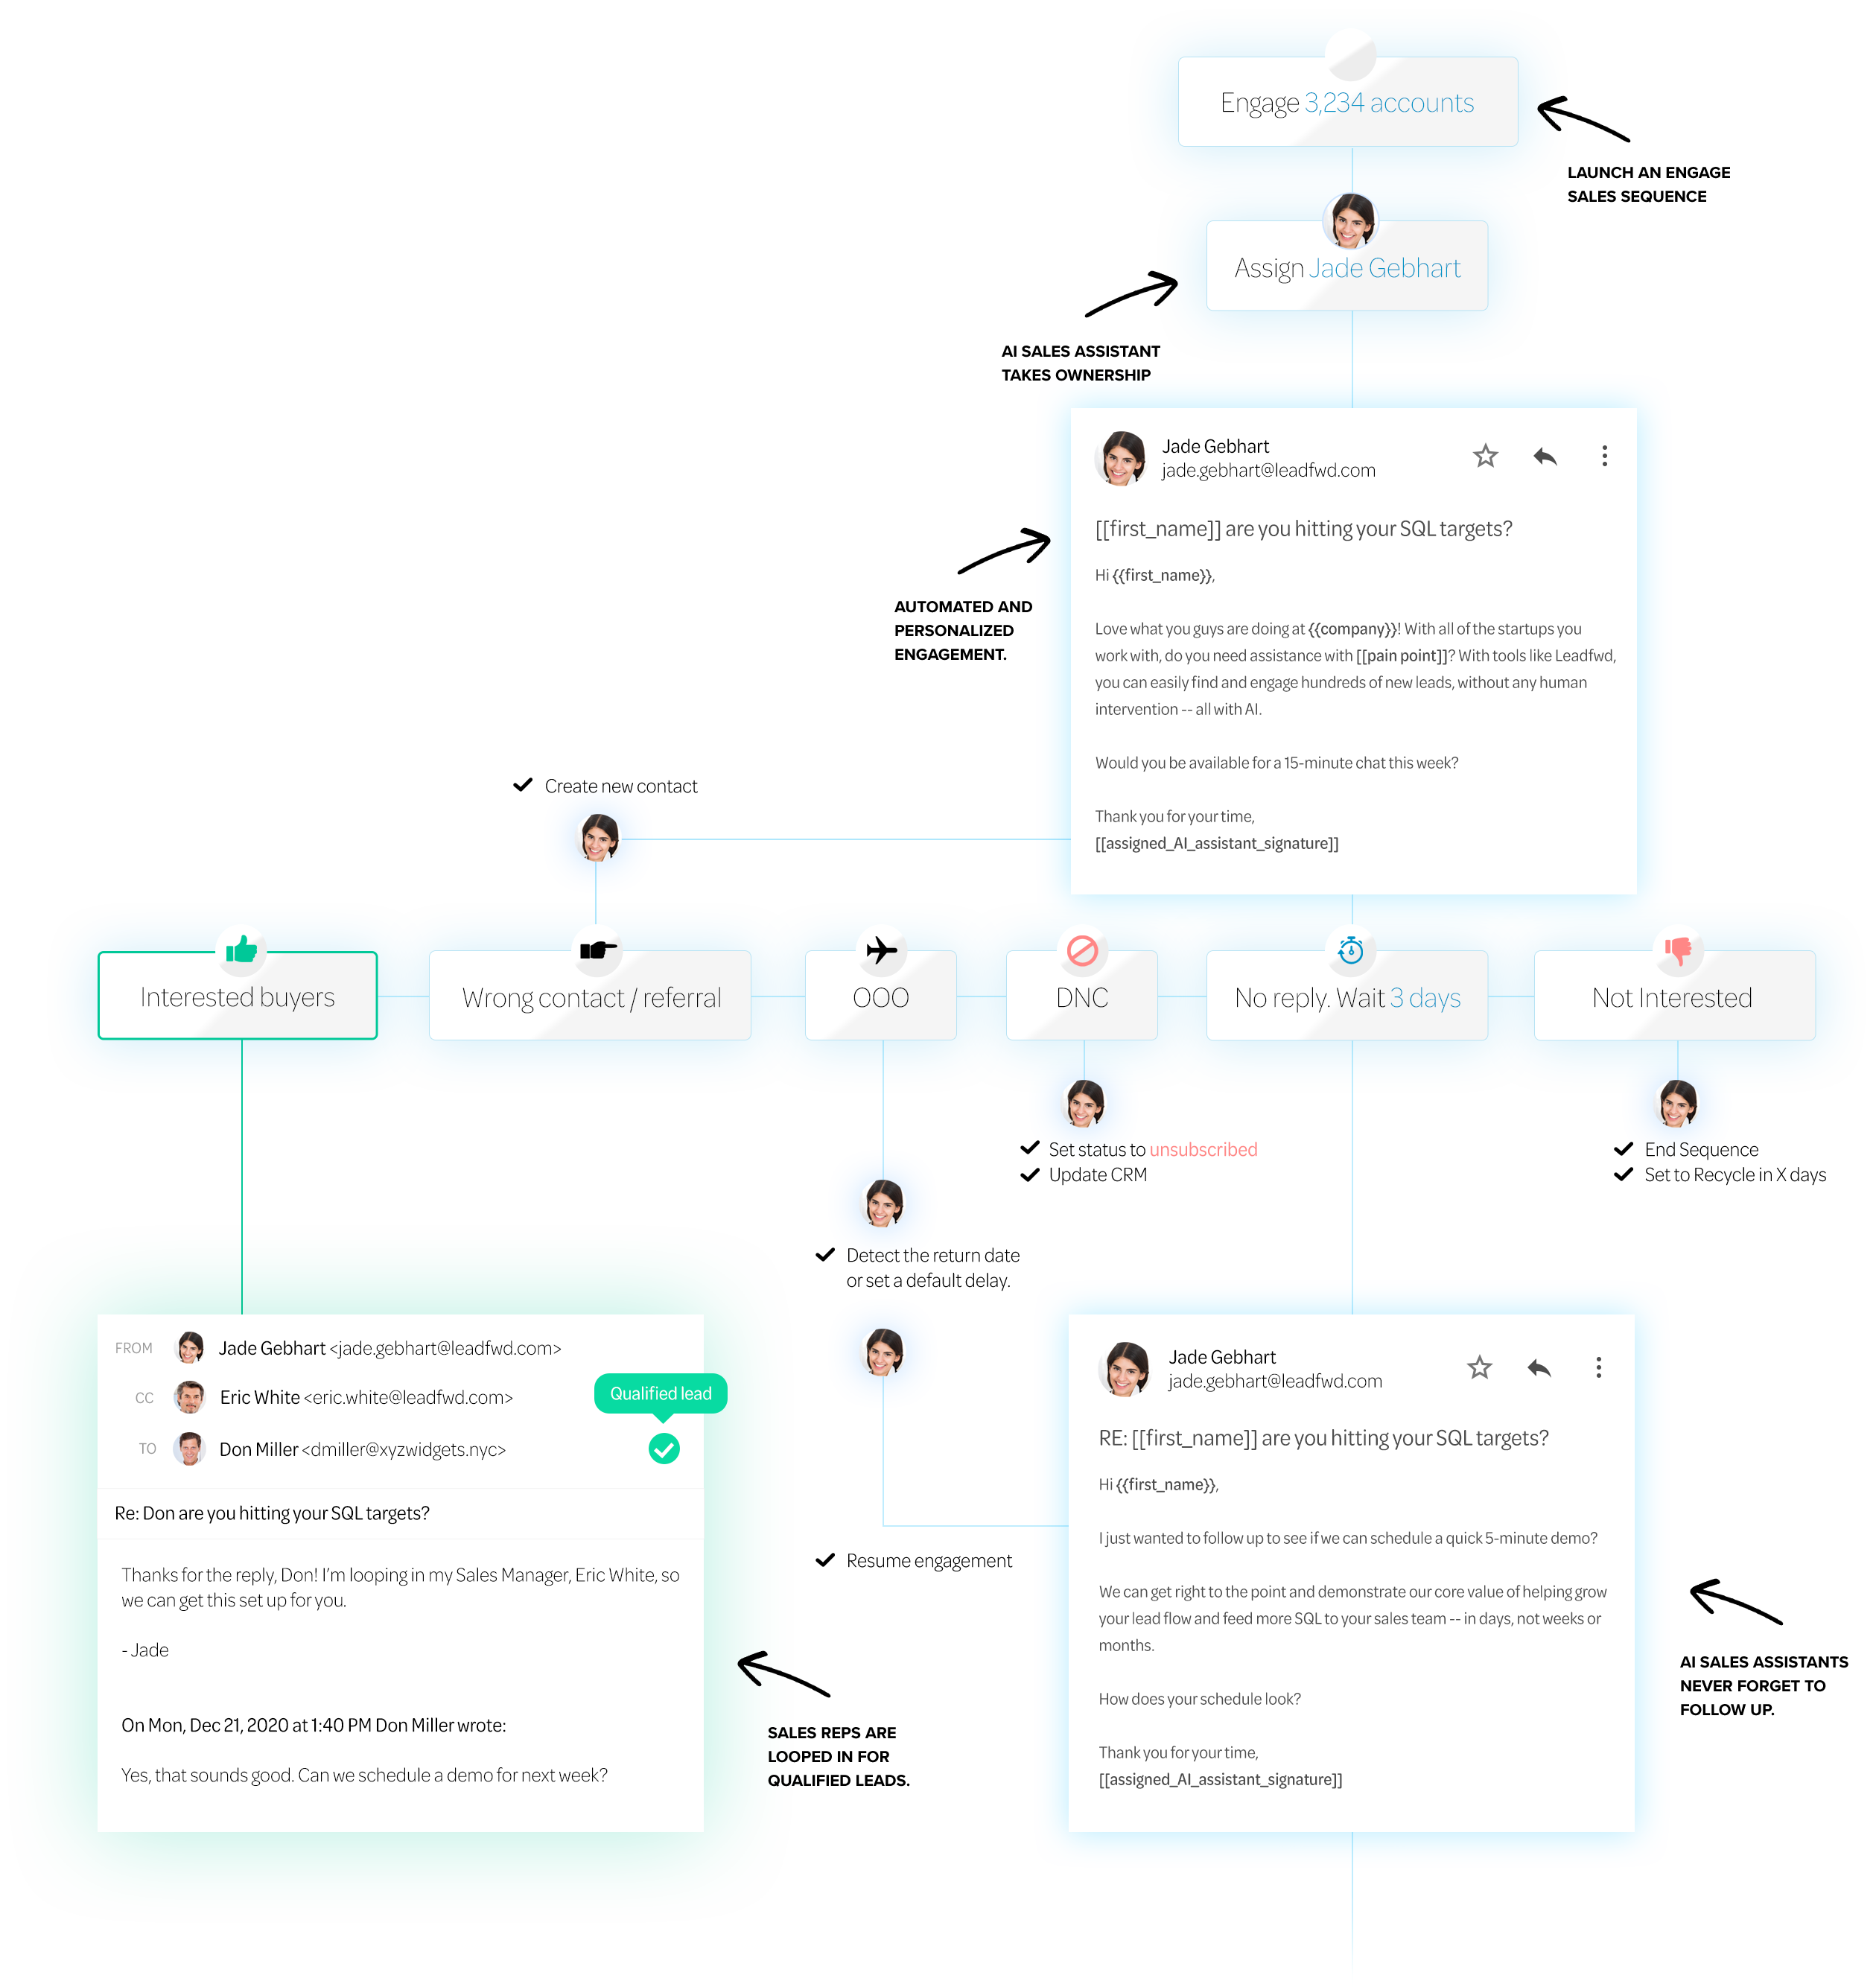 Engage 3,234 accounts
LAUNCH AN ENGAGE
SALES SEQUENCE
Assign Jade Gebhart
AI SALES ASSISTANT
TAKES OWNERSHIP
Jade Gebhart
jade.gebhart@leadfwd.com
[[first_name]] are you hitting your SQL targets?
Hi {{first_name}},
Love what you guys are doing at {{company}}! With all of the startups you
work with, do you need assistance with [[pain point]]? With tools like Leadfwd,
you can easily find and engage hundreds of new leads, without any human
intervention -- all with AI.
Would you be available for a 15-minute chat this week?
Thank you for your time,
[[assigned_AI_assistant_signature]]
AUTOMATED AND
PERSONALIZED
ENGAGEMENT.
Create new contact
Interested buyers
Wrong contact / referral
OOO
DNC
No reply. Wait 3 days
Not Interested
Set status to unsubscribed
Update CRM
End Sequence
Set to Recycle in X days
Detect the return date
or set a default delay.
Resume engagement
FROM Jade Gebhart <jade.gebhart@leadfwd.com>
CC Eric White <eric.white@leadfwd.com>
Qualified lead
TO Don Miller <dmiller@xyzwidgets.nyc>
Re: Don are you hitting your SQL targets?
Thanks for the reply, Don! I'm looping in my Sales Manager, Eric White, so
we can get this set up for you.
- Jade
On Mon, Dec 21, 2020 at 1:40 PM Don Miller wrote:
Yes, that sounds good. Can we schedule a demo for next week?
SALES REPS ARE
LOOPED IN FOR
QUALIFIED LEADS.
Jade Gebhart
jade.gebhart@leadfwd.com
RE: [[first_name]] are you hitting your SQL targets?
Hi {{first_name}},
I just wanted to follow up to see if we can schedule a quick 5-minute demo?
We can get right to the point and demonstrate our core value of helping grow
your lead flow and feed more SQL to your sales team -- in days, not weeks or
months.
How does your schedule look?
Thank you for your time,
[[assigned_AI_assistant_signature]]
AI SALES ASSISTANTS
NEVER FORGET TO
FOLLOW UP.